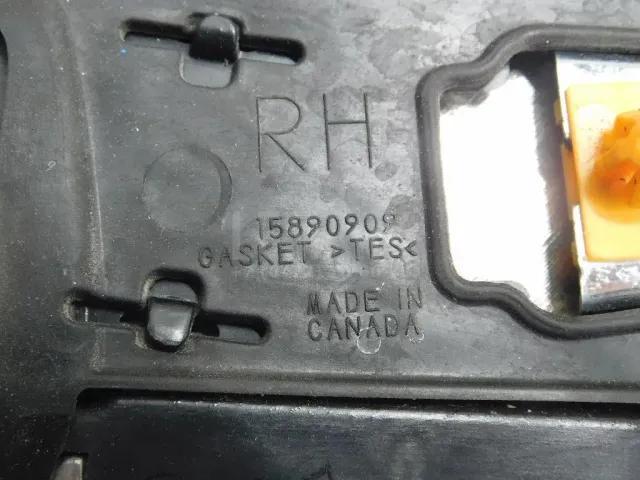 RH
15890909
GASKET >TES<
MADE IN
CANADA